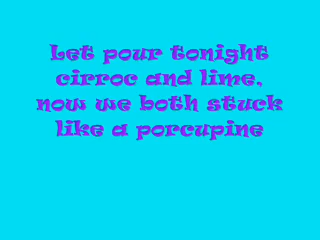 Let pour tonight
cirroc and lime,
now we both stuck
like a porcupine